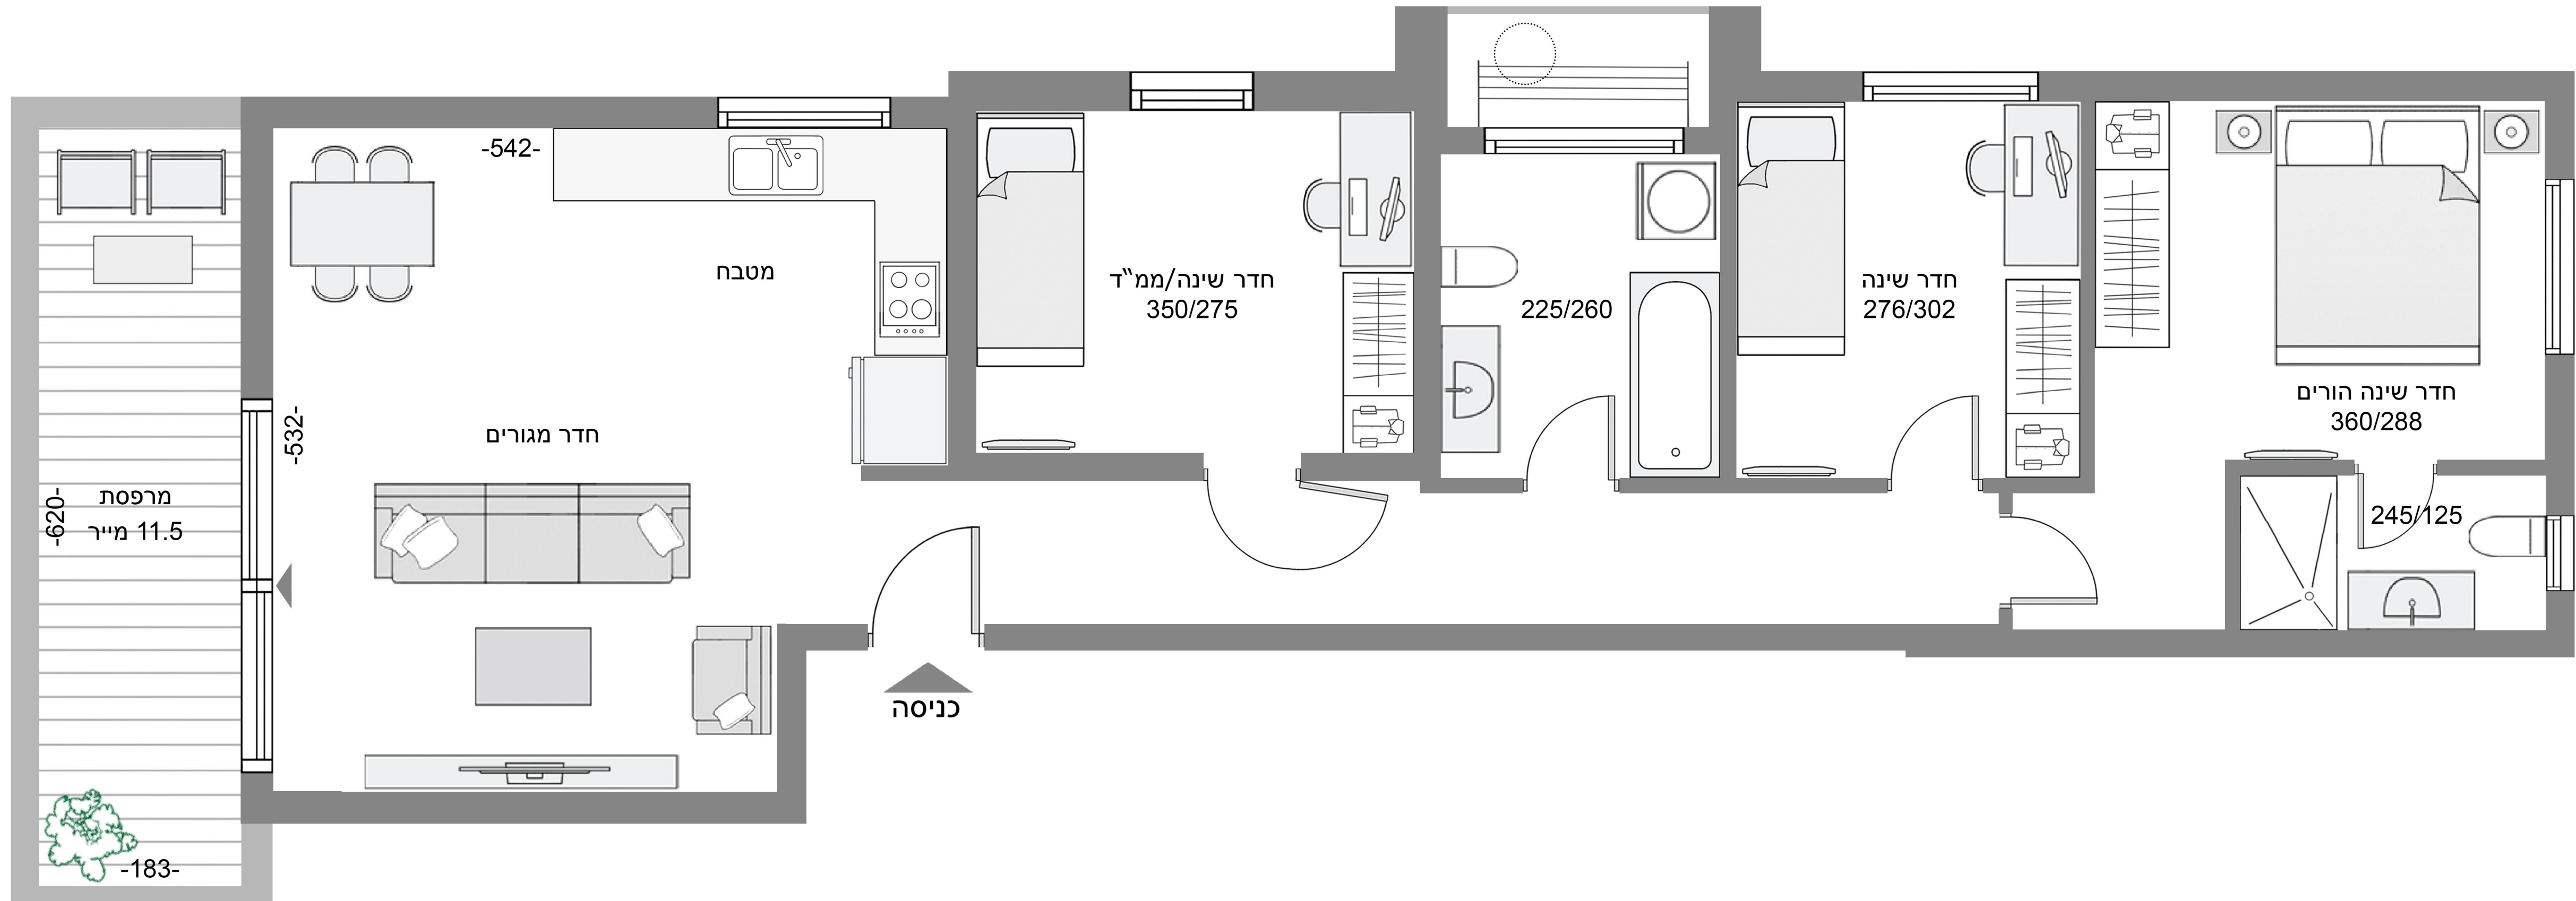 -542-
מטבח
חדר מגורים
-532-
מרפסת
11.5 מייר
-620-
-183-
כניסה
חדר שינה/ממ“ד
350/275
225/260
חדר שינה
276/302
חדר שינה הורים
360/288
245/125